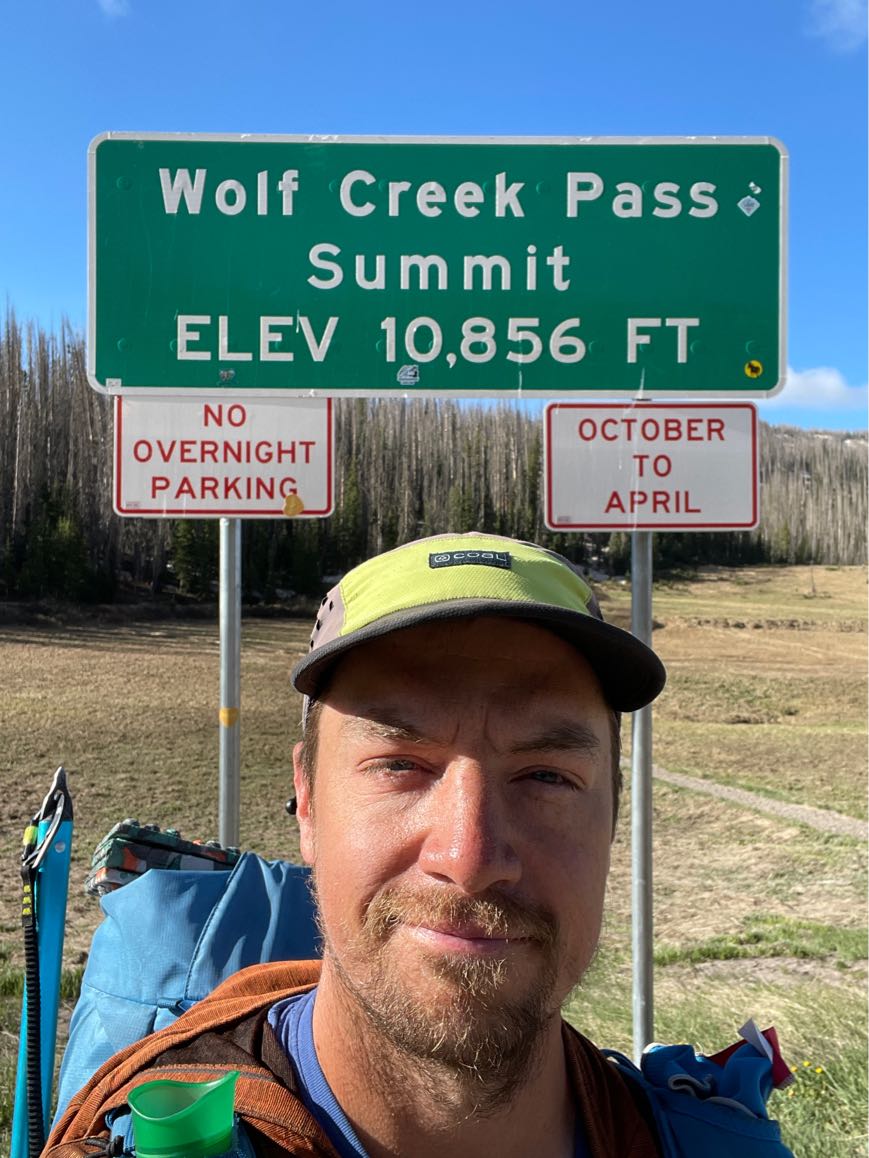 Wolf Creek Pass
Summit
ELEV 10,856 FT
NO
OVERNIGHT
PARKING
OCTOBER
TO
APRIL
COAL